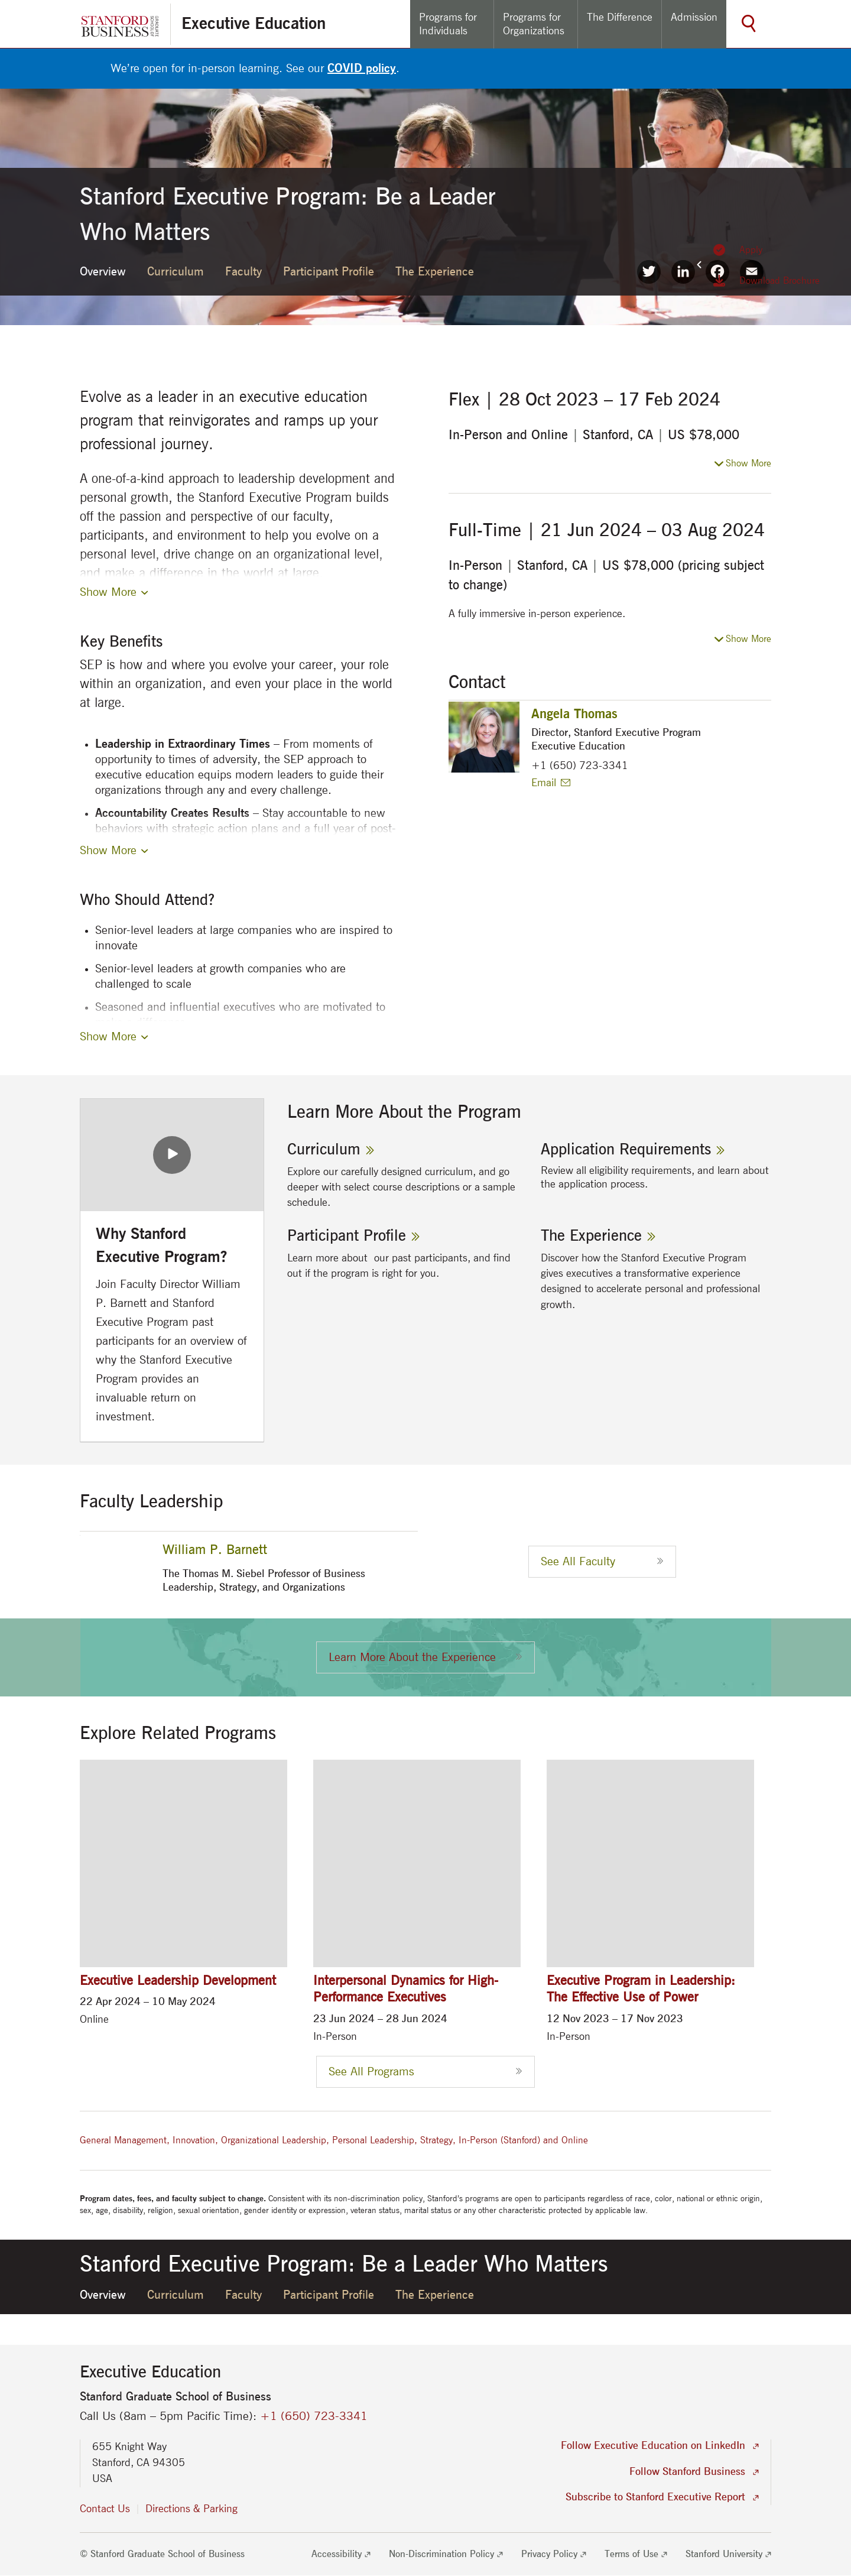 STANFORD
BUSINESS
GRADUATE
SCHOOL OF
BUSINESS
Executive Education
Programs for
Individuals
Programs for
Organizations
The Difference
Admission
We're open for in-person learning. See our COVID policy.
Stanford Executive Program: Be a Leader
Who Matters
Overview
Curriculum
Faculty
Participant Profile
The Experience
Evolve as a leader in an executive education
program that reinvigorates and ramps up your
professional journey.
A one-of-a-kind approach to leadership development and
personal growth, the Stanford Executive Program builds
off the passion and perspective of our faculty,
participants, and environment to help you evolve on a
personal level, drive change on an organizational level,
and make a difference in the world at large.
Show More
Key Benefits
SEP is how and where you evolve your career, your role
within an organization, and even your place in the world
at large.
• Leadership in Extraordinary Times – From moments of
opportunity to times of adversity, the SEP approach to
executive education equips modern leaders to guide their
organizations through any and every challenge.
• Accountability Creates Results – Stay accountable to new
behaviors with strategic action plans and a full year of post-
Show More
Who Should Attend?
• Senior-level leaders at large companies who are inspired to
innovate
• Senior-level leaders at growth companies who are
challenged to scale
• Seasoned and influential executives who are motivated to
Show More
Flex | 28 Oct 2023 – 17 Feb 2024
In-Person and Online | Stanford, CA | US $78,000
Show More
Full-Time | 21 Jun 2024 – 03 Aug 2024
In-Person | Stanford, CA | US $78,000 (pricing subject
to change)
A fully immersive in-person experience.
Show More
Contact
Angela Thomas
Director, Stanford Executive Program
Executive Education
+1 (650) 723-3341
Email
Why Stanford
Executive Program?
Join Faculty Director William
P. Barnett and Stanford
Executive Program past
participants for an overview of
why the Stanford Executive
Program provides an
invaluable return on
investment.
Learn More About the Program
Curriculum »
Explore our carefully designed curriculum, and go
deeper with select course descriptions or a sample
schedule.
Application Requirements »
Review all eligibility requirements, and learn about
the application process.
Participant Profile »
Learn more about our past participants, and find
out if the program is right for you.
The Experience »
Discover how the Stanford Executive Program
gives executives a transformative experience
designed to accelerate personal and professional
growth.
Faculty Leadership
William P. Barnett
The Thomas M. Siebel Professor of Business
Leadership, Strategy, and Organizations
See All Faculty »
Learn More About the Experience »
Explore Related Programs
Executive Leadership Development
22 Apr 2024 – 10 May 2024
Online
Interpersonal Dynamics for High-
Performance Executives
23 Jun 2024 – 28 Jun 2024
In-Person
Executive Program in Leadership:
The Effective Use of Power
12 Nov 2023 – 17 Nov 2023
In-Person
See All Programs »
General Management, Innovation, Organizational Leadership, Personal Leadership, Strategy, In-Person (Stanford) and Online
Program dates, fees, and faculty subject to change. Consistent with its non-discrimination policy, Stanford's programs are open to participants regardless of race, color, national or ethnic origin,
sex, age, disability, religion, sexual orientation, gender identity or expression, veteran status, marital status or any other characteristic protected by applicable law.
Stanford Executive Program: Be a Leader Who Matters
Overview
Curriculum
Faculty
Participant Profile
The Experience
Executive Education
Stanford Graduate School of Business
Call Us (8am – 5pm Pacific Time): +1 (650) 723-3341
655 Knight Way
Stanford, CA 94305
USA
Contact Us | Directions & Parking
Follow Executive Education on LinkedIn
Follow Stanford Business
Subscribe to Stanford Executive Report
© Stanford Graduate School of Business
Accessibility
Non-Discrimination Policy
Privacy Policy
Terms of Use
Stanford University